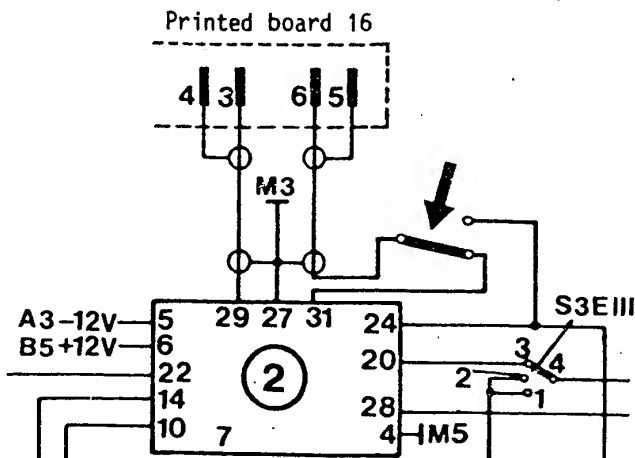 Printed board 16
4 3 6 5
M3
S3EIII
A3-12V 5 29 27 31 24
B5+12V 6
22 2 20 3 4
14 2 1
10 7 28
4 M5